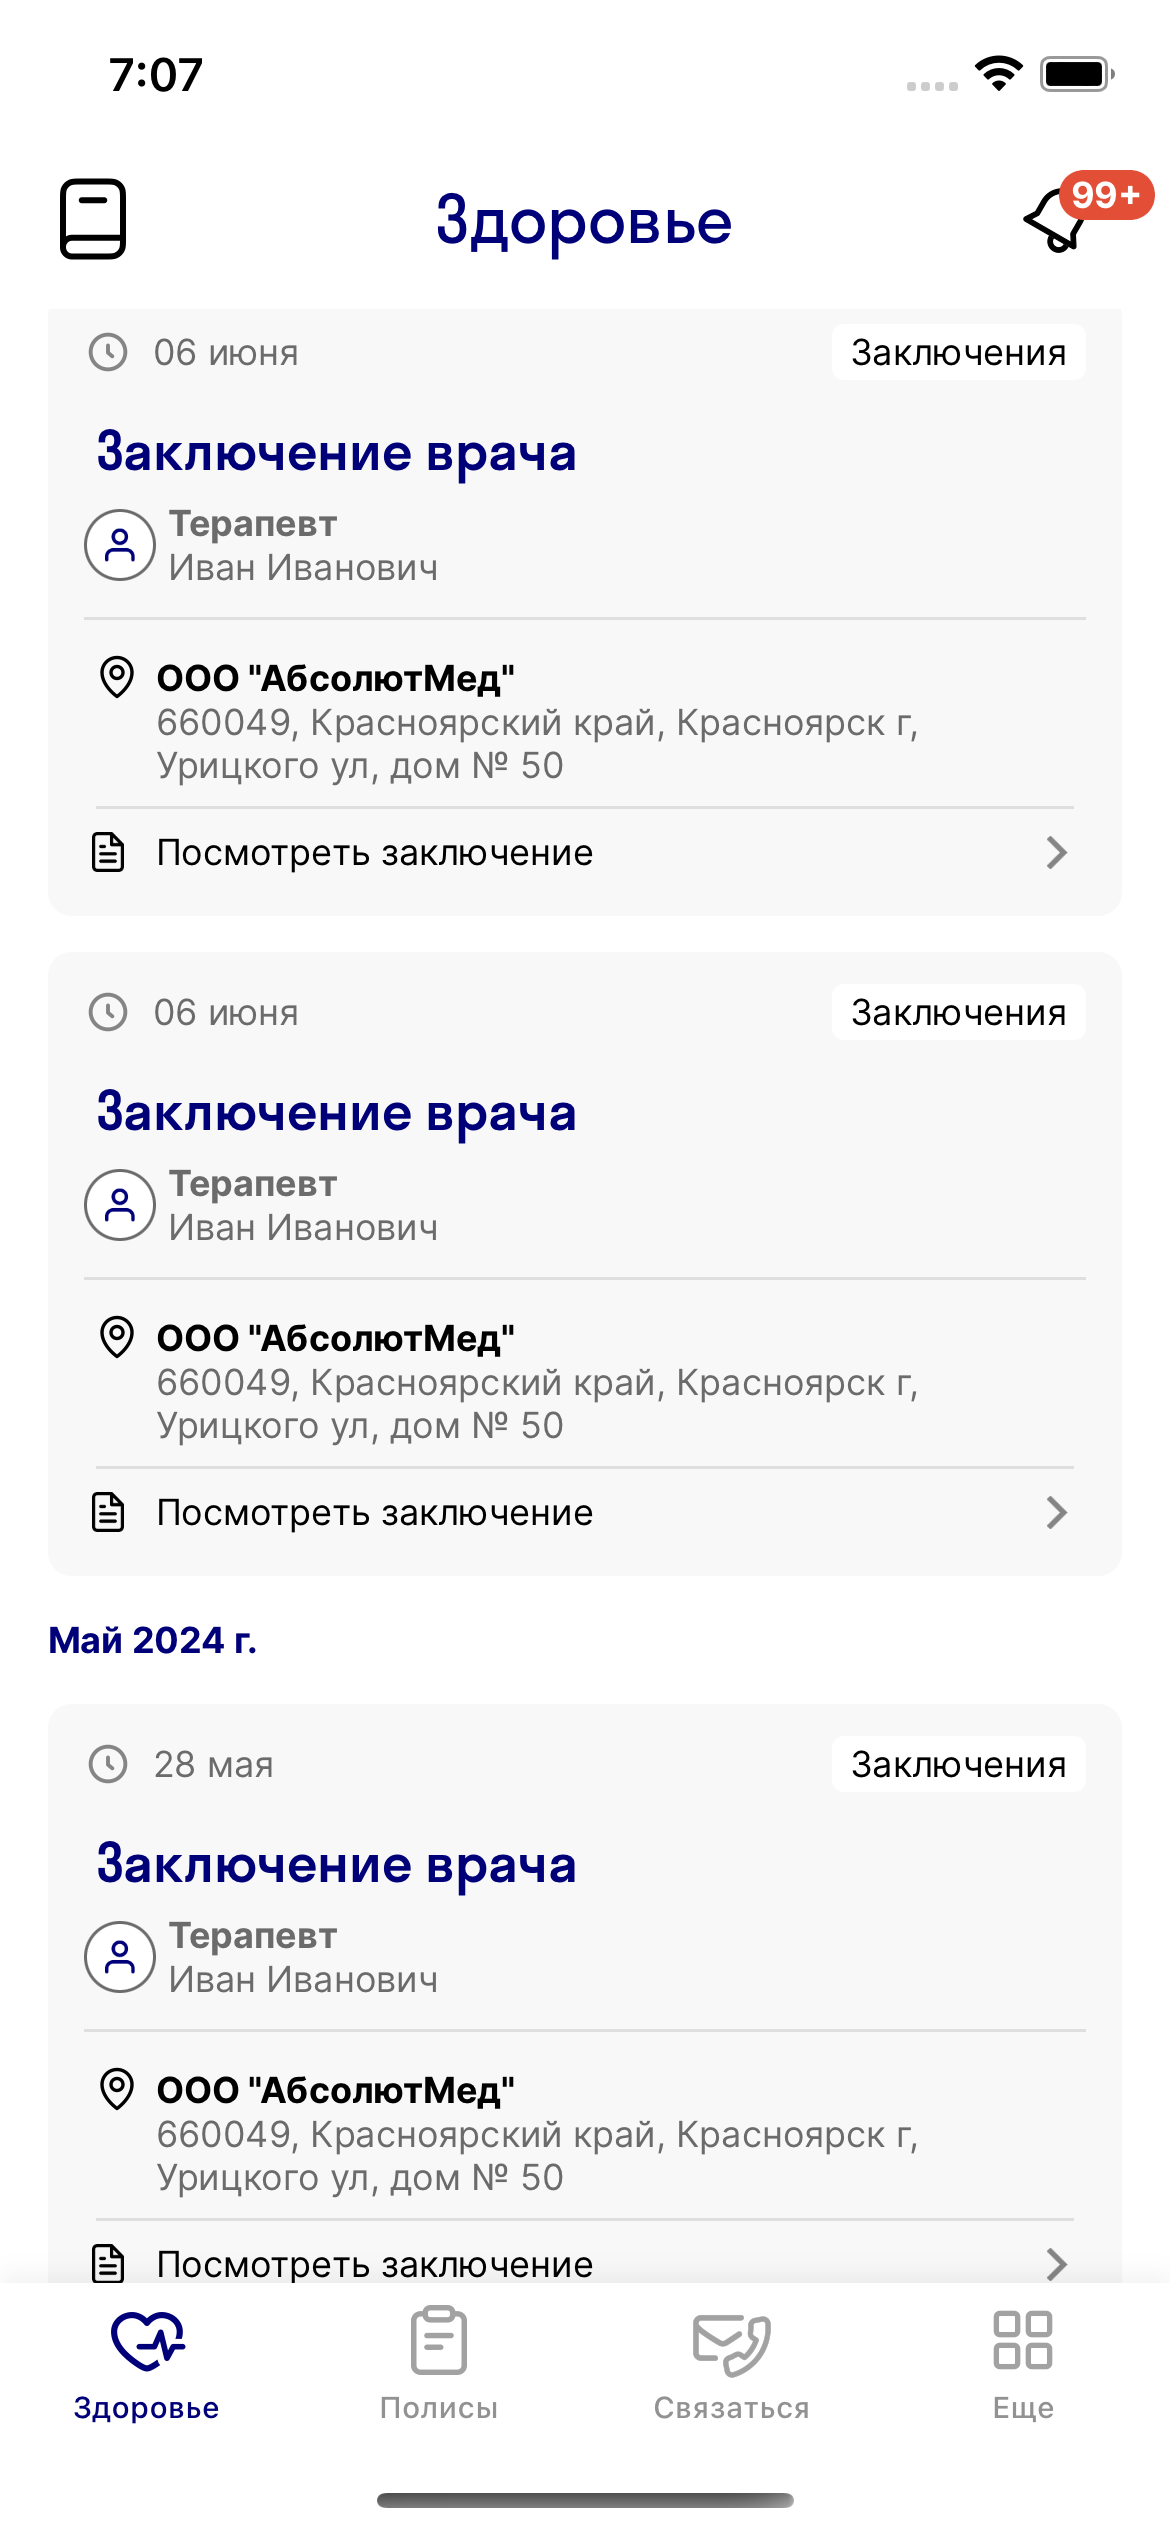 7:07
99+
Здоровье
06 июня
Заключения
Заключение врача
Терапевт
Иван Иванович
ООО "АбсолютМед"
660049, Красноярский край, Красноярск г,
Урицкого ул, дом № 50
Посмотреть заключение
06 июня
Заключения
Заключение врача
Терапевт
Иван Иванович
ООО "АбсолютМед"
660049, Красноярский край, Красноярск г,
Урицкого ул, дом № 50
Посмотреть заключение
Май 2024 г.
28 мая
Заключения
Заключение врача
Терапевт
Иван Иванович
ООО "АбсолютМед"
660049, Красноярский край, Красноярск г,
Урицкого ул, дом № 50
Посмотреть заключение
Здоровье
Полисы
Связаться
Еще